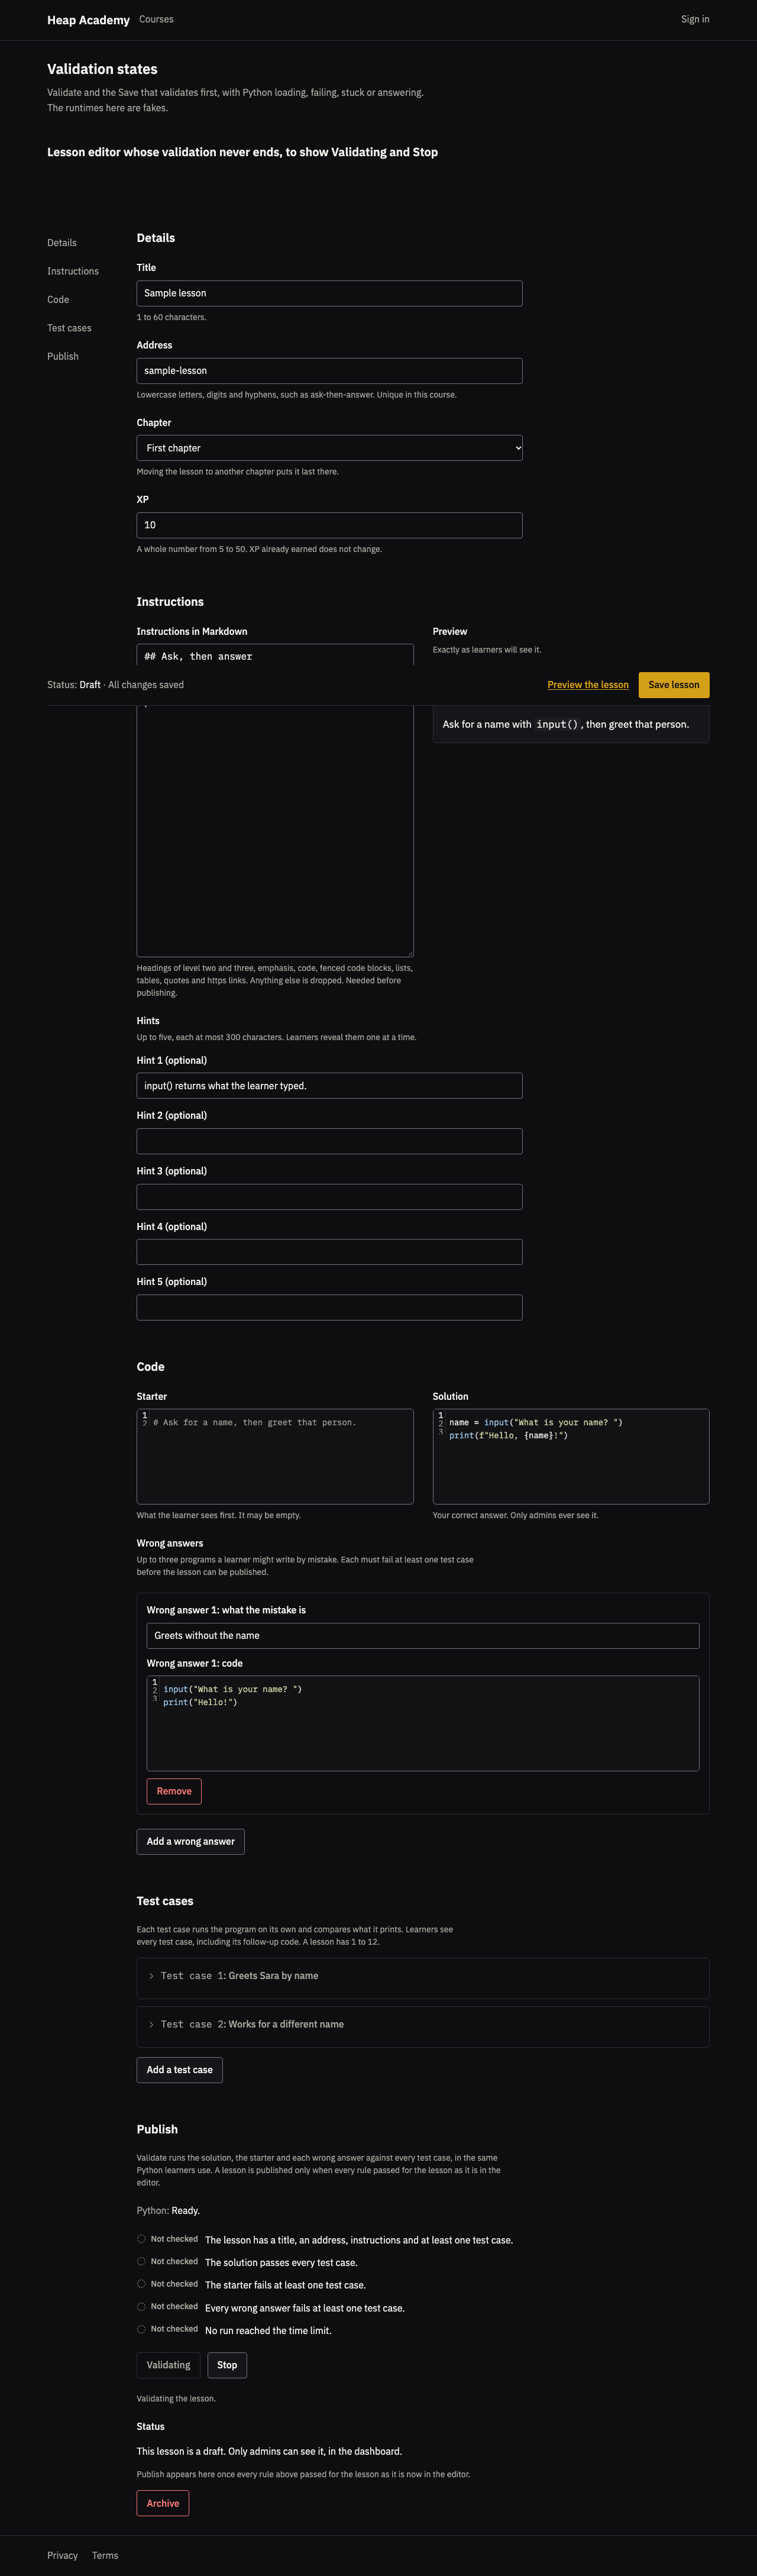 Heap Academy
Courses
Sign in
Validation states
Validate and the Save that validates first, with Python loading, failing, stuck or answering.
The runtimes here are fakes.
Lesson editor whose validation never ends, to show Validating and Stop
Details
Instructions
Code
Test cases
Publish
Details
Title
Sample lesson
1 to 60 characters.
Address
sample-lesson
Lowercase letters, digits and hyphens, such as ask-then-answer. Unique in this course.
Chapter
First chapter
Moving the lesson to another chapter puts it last there.
XP
10
A whole number from 5 to 50. XP already earned does not change.
Instructions
Instructions in Markdown
## Ask, then answer
Preview
Exactly as learners will see it.
Status: Draft · All changes saved
Preview the lesson
Save lesson
Ask for a name with input(), then greet that person.
Headings of level two and three, emphasis, code, fenced code blocks, lists,
tables, quotes and https links. Anything else is dropped. Needed before
publishing.
Hints
Up to five, each at most 300 characters. Learners reveal them one at a time.
Hint 1 (optional)
input() returns what the learner typed.
Hint 2 (optional)
Hint 3 (optional)
Hint 4 (optional)
Hint 5 (optional)
Code
Starter
1
2
# Ask for a name, then greet that person.
What the learner sees first. It may be empty.
Solution
1
2
3
name = input("What is your name? ")
print(f"Hello, {name}!")
Your correct answer. Only admins ever see it.
Wrong answers
Up to three programs a learner might write by mistake. Each must fail at least one test case
before the lesson can be published.
Wrong answer 1: what the mistake is
Greets without the name
Wrong answer 1: code
1
2
3
input("What is your name? ")
print("Hello!")
Remove
Add a wrong answer
Test cases
Each test case runs the program on its own and compares what it prints. Learners see
every test case, including its follow-up code. A lesson has 1 to 12.
Test case 1: Greets Sara by name
Test case 2: Works for a different name
Add a test case
Publish
Validate runs the solution, the starter and each wrong answer against every test case, in the same
Python learners use. A lesson is published only when every rule passed for the lesson as it is in the
editor.
Python: Ready.
Not checked The lesson has a title, an address, instructions and at least one test case.
Not checked The solution passes every test case.
Not checked The starter fails at least one test case.
Not checked Every wrong answer fails at least one test case.
Not checked No run reached the time limit.
Validating
Stop
Validating the lesson.
Status
This lesson is a draft. Only admins can see it, in the dashboard.
Publish appears here once every rule above passed for the lesson as it is now in the editor.
Archive
Privacy
Terms